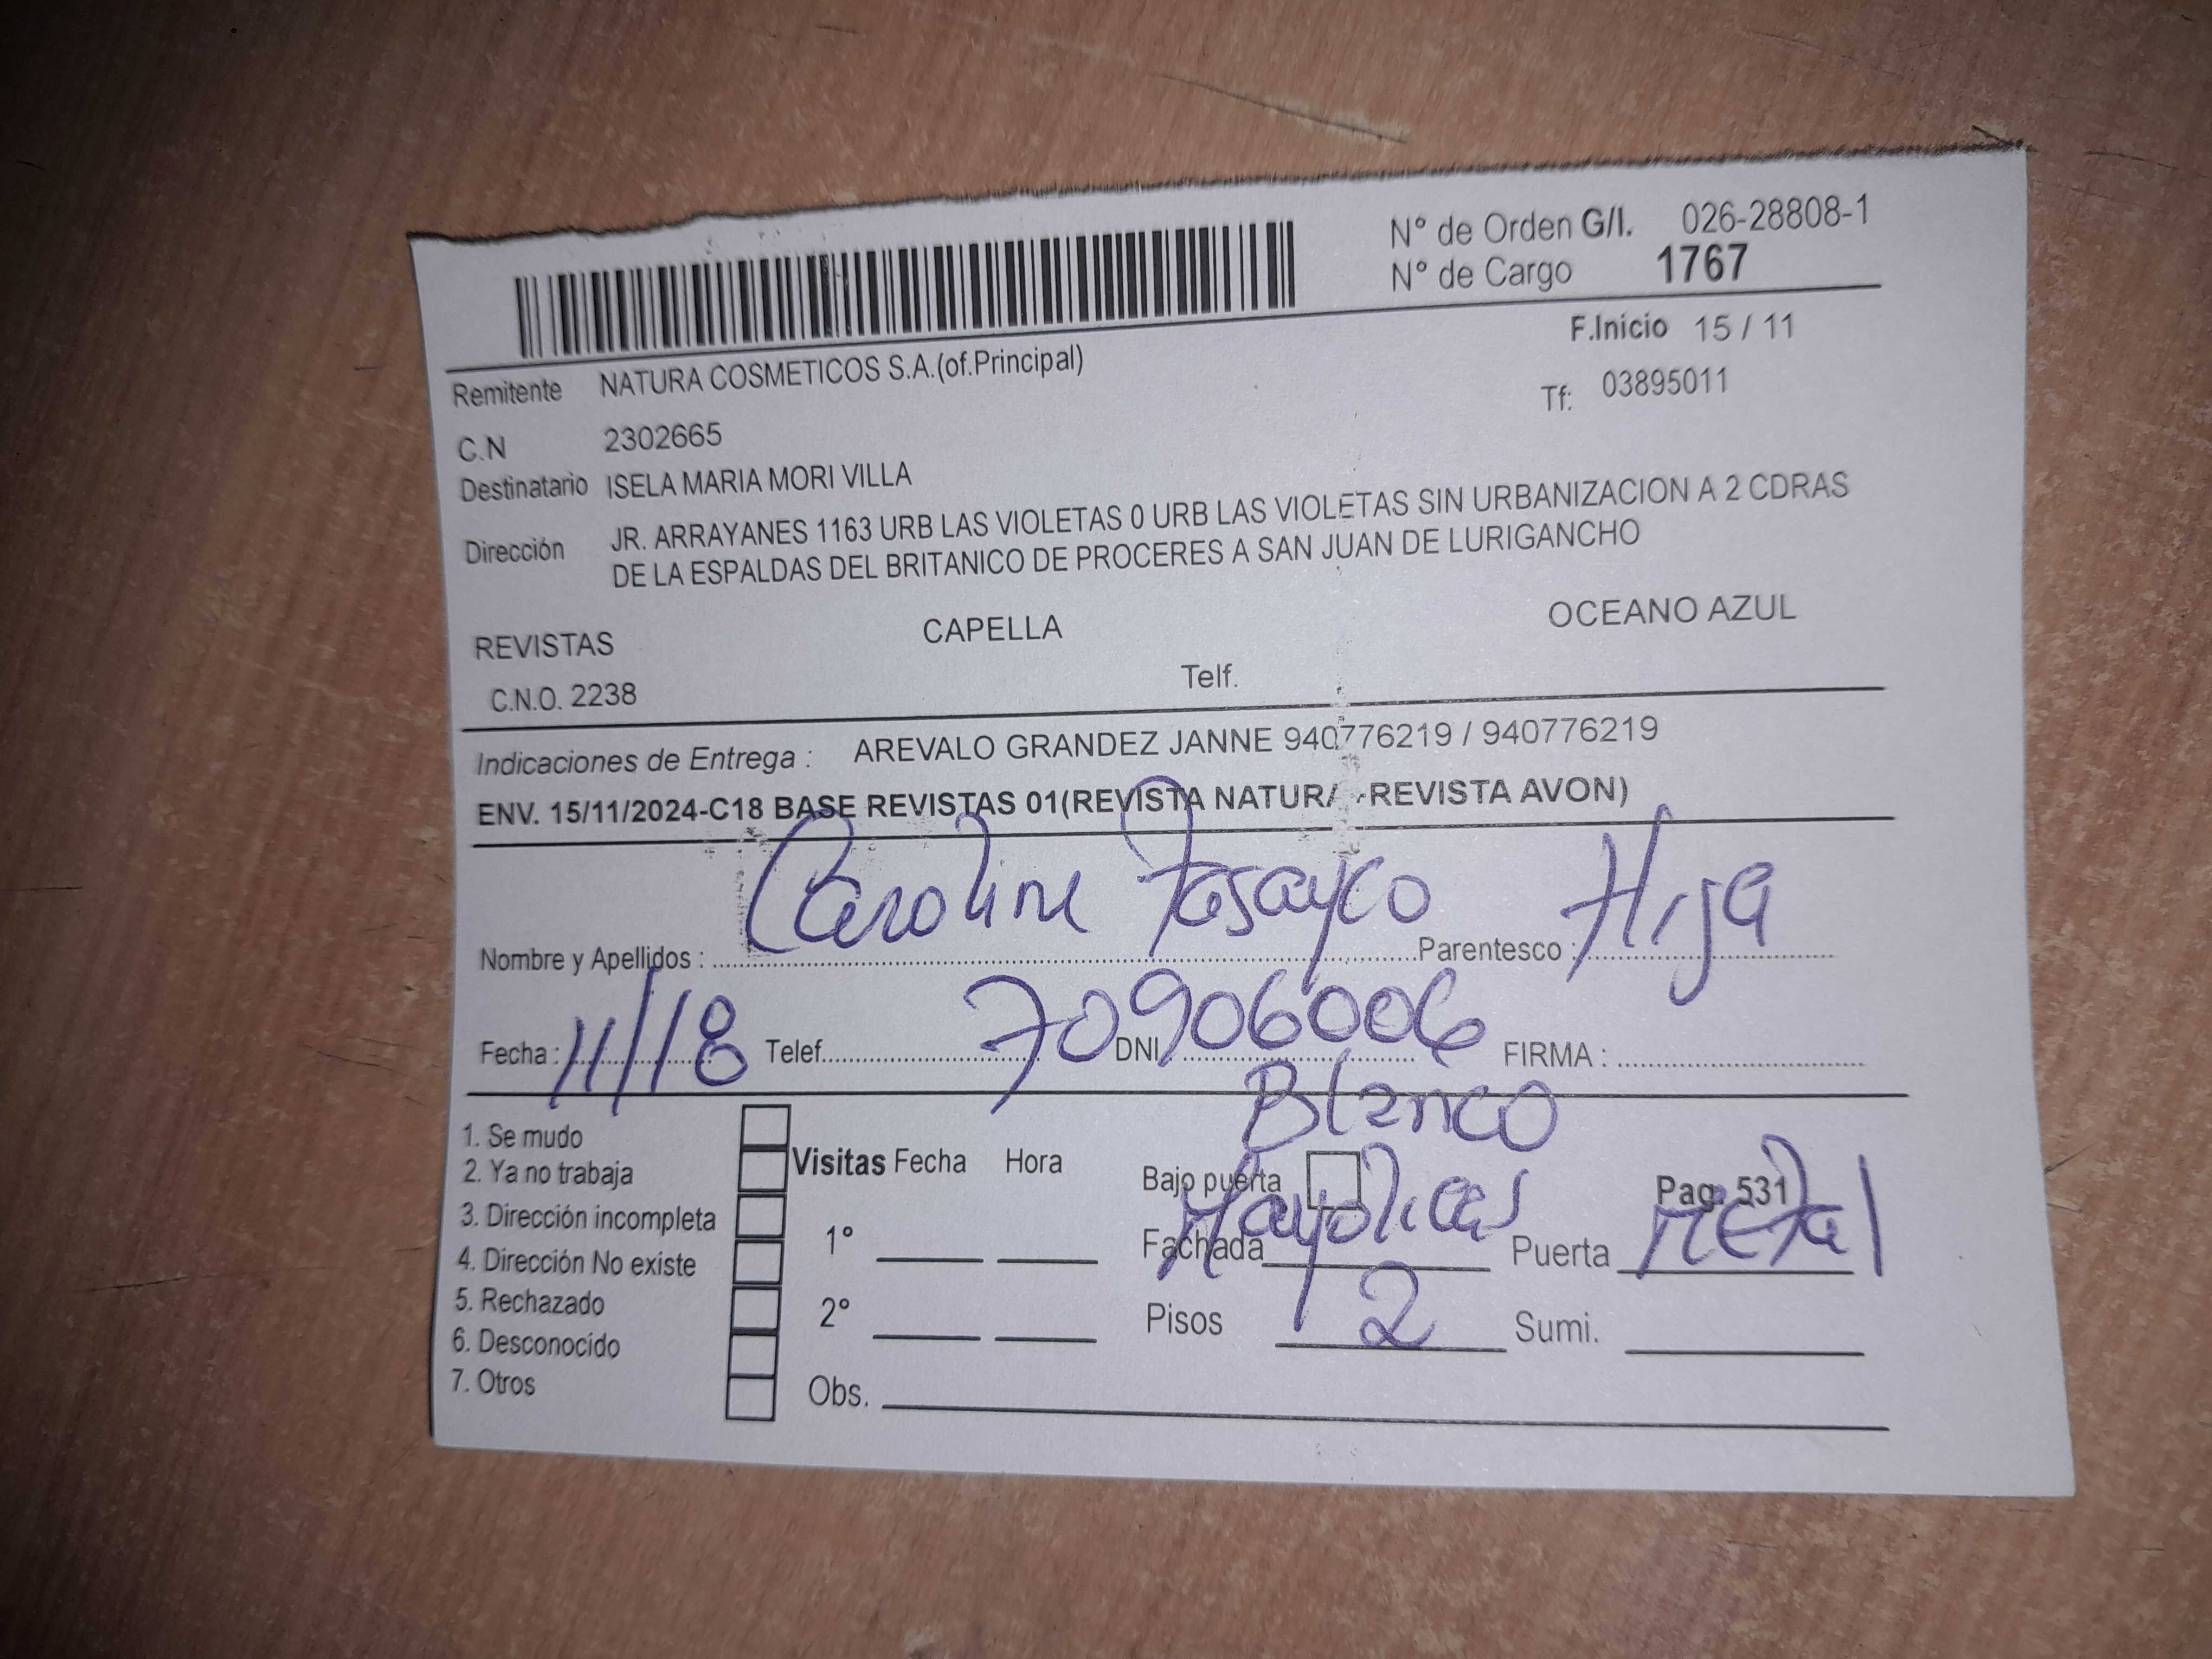 N° de Orden G/I. 026-28808-1
N° de Cargo 1767
F.Inicio 15 / 11
Remitente NATURA COSMETICOS S.A.(of.Principal)
Tf: 03895011
C.N 2302665
Destinatario ISELA MARIA MORI VILLA
Dirección JR. ARRAYANES 1163 URB LAS VIOLETAS 0 URB LAS VIOLETAS SIN URBANIZACION A 2 CDRAS
DE LA ESPALDAS DEL BRITANICO DE PROCERES A SAN JUAN DE LURIGANCHO
REVISTAS CAPELLA OCEANO AZUL
C.N.O. 2238 Telf.
Indicaciones de Entrega : AREVALO GRANDEZ JANNE 940776219 / 940776219
ENV. 15/11/2024-C18 BASE REVISTAS 01(REVISTA NATURA -REVISTA AVON)
Nombre y Apellidos : Caroline Tasayco Parentesco : Hija
Fecha : 11/18 Telef. DNI 70906006 FIRMA :
Blanco
1. Se mudo
2. Ya no trabaja
3. Dirección incompleta
4. Dirección No existe
5. Rechazado
6. Desconocido
7. Otros
Visitas Fecha Hora
1°
2°
Obs.
Bajo puerta Pag. 531
Fachada Mayolicas Puerta Metal
Pisos 2 Sumi.